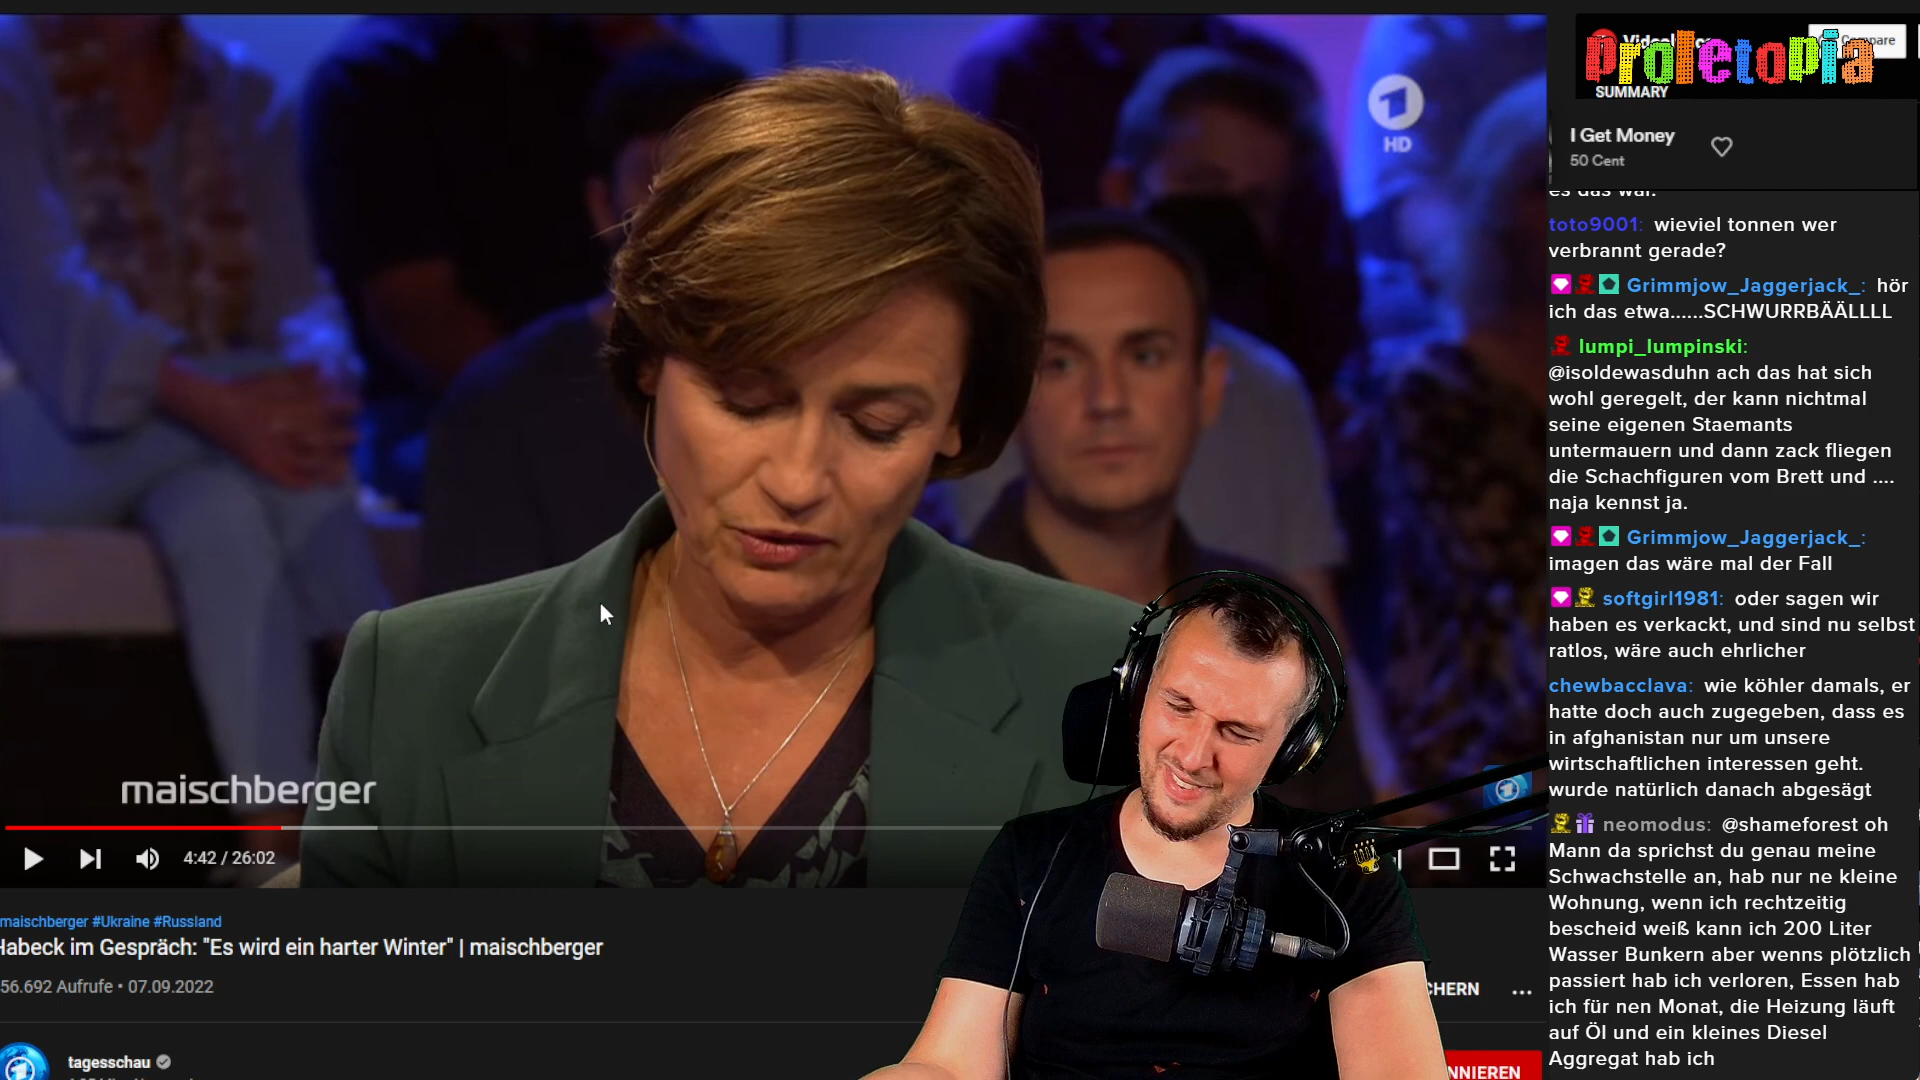 HD
maischberger
4:42 / 26:02
maischberger #Ukraine #Russland
Habeck im Gespräch: "Es wird ein harter Winter" | maischberger
56.692 Aufrufe • 07.09.2022
CHERN
tagesschau
NNIEREN
Proletopia
Compare
SUMMARY
I Get Money
50 Cent
es das war.
toto9001: wieviel tonnen wer
verbrannt gerade?
Grimmjow_Jaggerjack_: hör
ich das etwa......SCHWURRBÄÄLLLL
lumpi_lumpinski:
@isoldewasduhn ach das hat sich
wohl geregelt, der kann nichtmal
seine eigenen Staemants
untermauern und dann zack fliegen
die Schachfiguren vom Brett und ....
naja kennst ja.
Grimmjow_Jaggerjack_:
imagen das wäre mal der Fall
softgirl1981: oder sagen wir
haben es verkackt, und sind nu selbst
ratlos, wäre auch ehrlicher
chewbacclava: wie köhler damals, er
hatte doch auch zugegeben, dass es
in afghanistan nur um unsere
wirtschaftlichen interessen geht.
wurde natürlich danach abgesägt
neomodus: @shameforest oh
Mann da sprichst du genau meine
Schwachstelle an, hab nur ne kleine
Wohnung, wenn ich rechtzeitig
bescheid weiß kann ich 200 Liter
Wasser Bunkern aber wenns plötzlich
passiert hab ich verloren, Essen hab
ich für nen Monat, die Heizung läuft
auf Öl und ein kleines Diesel
Aggregat hab ich